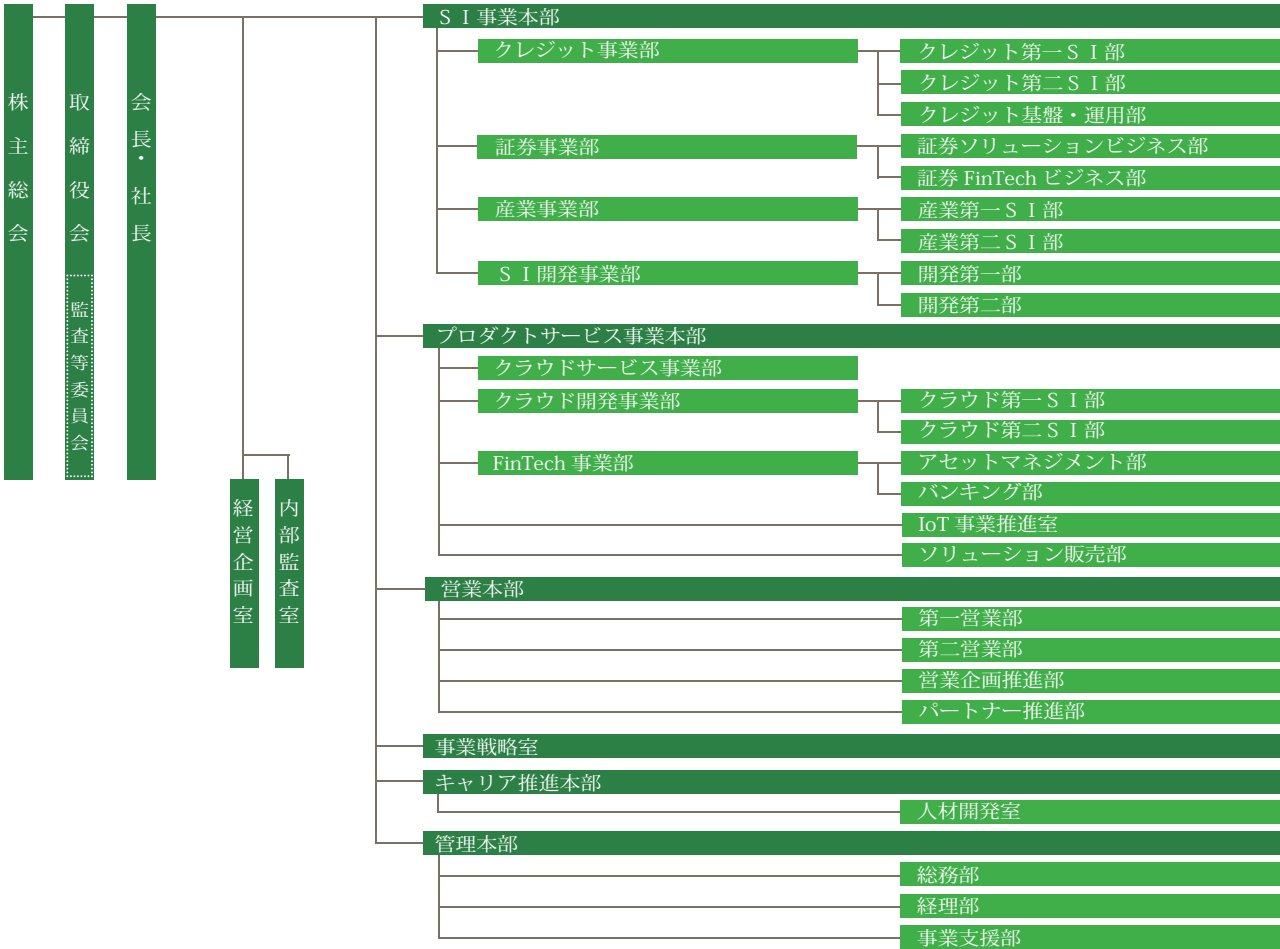 株主総会
取締役会
監査等委員会
会長・社長
経営企画室
内部監査室
ＳＩ事業本部
クレジット事業部
クレジット第一ＳＩ部
クレジット第二ＳＩ部
クレジット基盤・運用部
証券事業部
証券ソリューションビジネス部
証券 FinTech ビジネス部
産業事業部
産業第一ＳＩ部
産業第二ＳＩ部
ＳＩ開発事業部
開発第一部
開発第二部
プロダクトサービス事業本部
クラウドサービス事業部
クラウド開発事業部
クラウド第一ＳＩ部
クラウド第二ＳＩ部
FinTech 事業部
アセットマネジメント部
バンキング部
IoT 事業推進室
ソリューション販売部
営業本部
第一営業部
第二営業部
営業企画推進部
パートナー推進部
事業戦略室
キャリア推進本部
人材開発室
管理本部
総務部
経理部
事業支援部